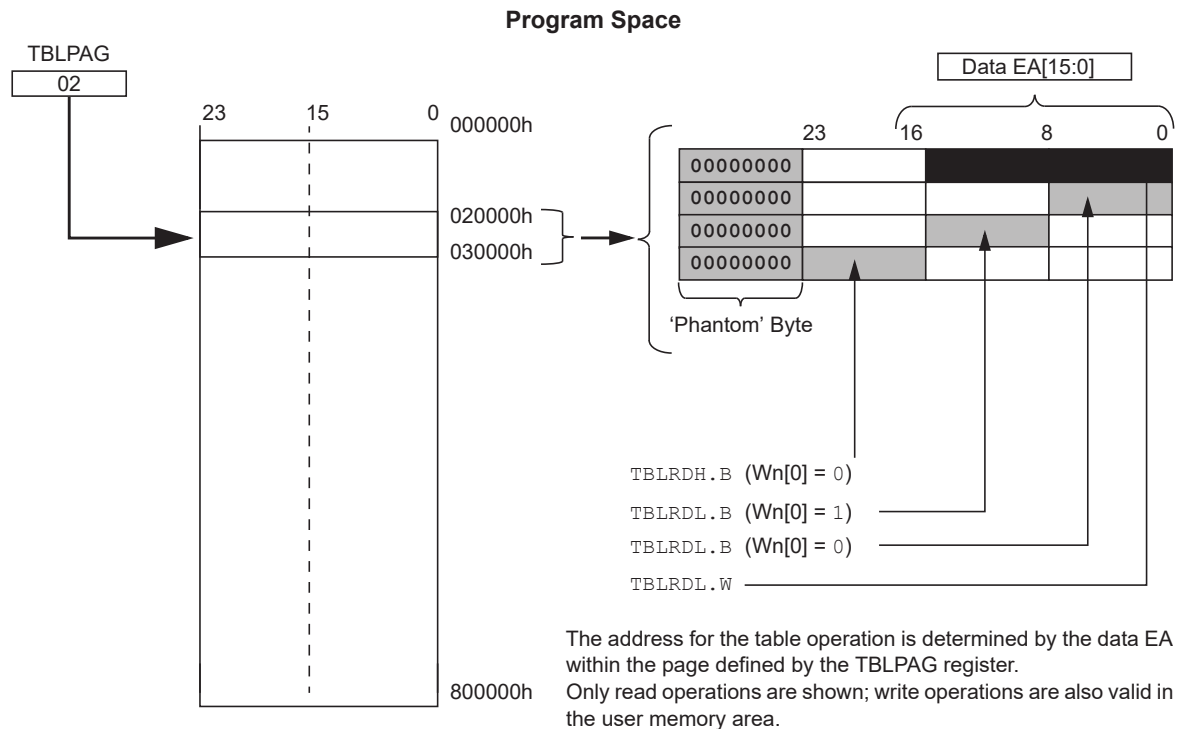 Program Space
TBLPAG
02
23 15 0
000000h
020000h
030000h
800000h
Data EA[15:0]
23 16 8 0
00000000
00000000
00000000
00000000
‘Phantom’ Byte
TBLRDH.B (Wn[0] = 0)
TBLRDL.B (Wn[0] = 1)
TBLRDL.B (Wn[0] = 0)
TBLRDL.W
The address for the table operation is determined by the data EA
within the page defined by the TBLPAG register.
Only read operations are shown; write operations are also valid in
the user memory area.